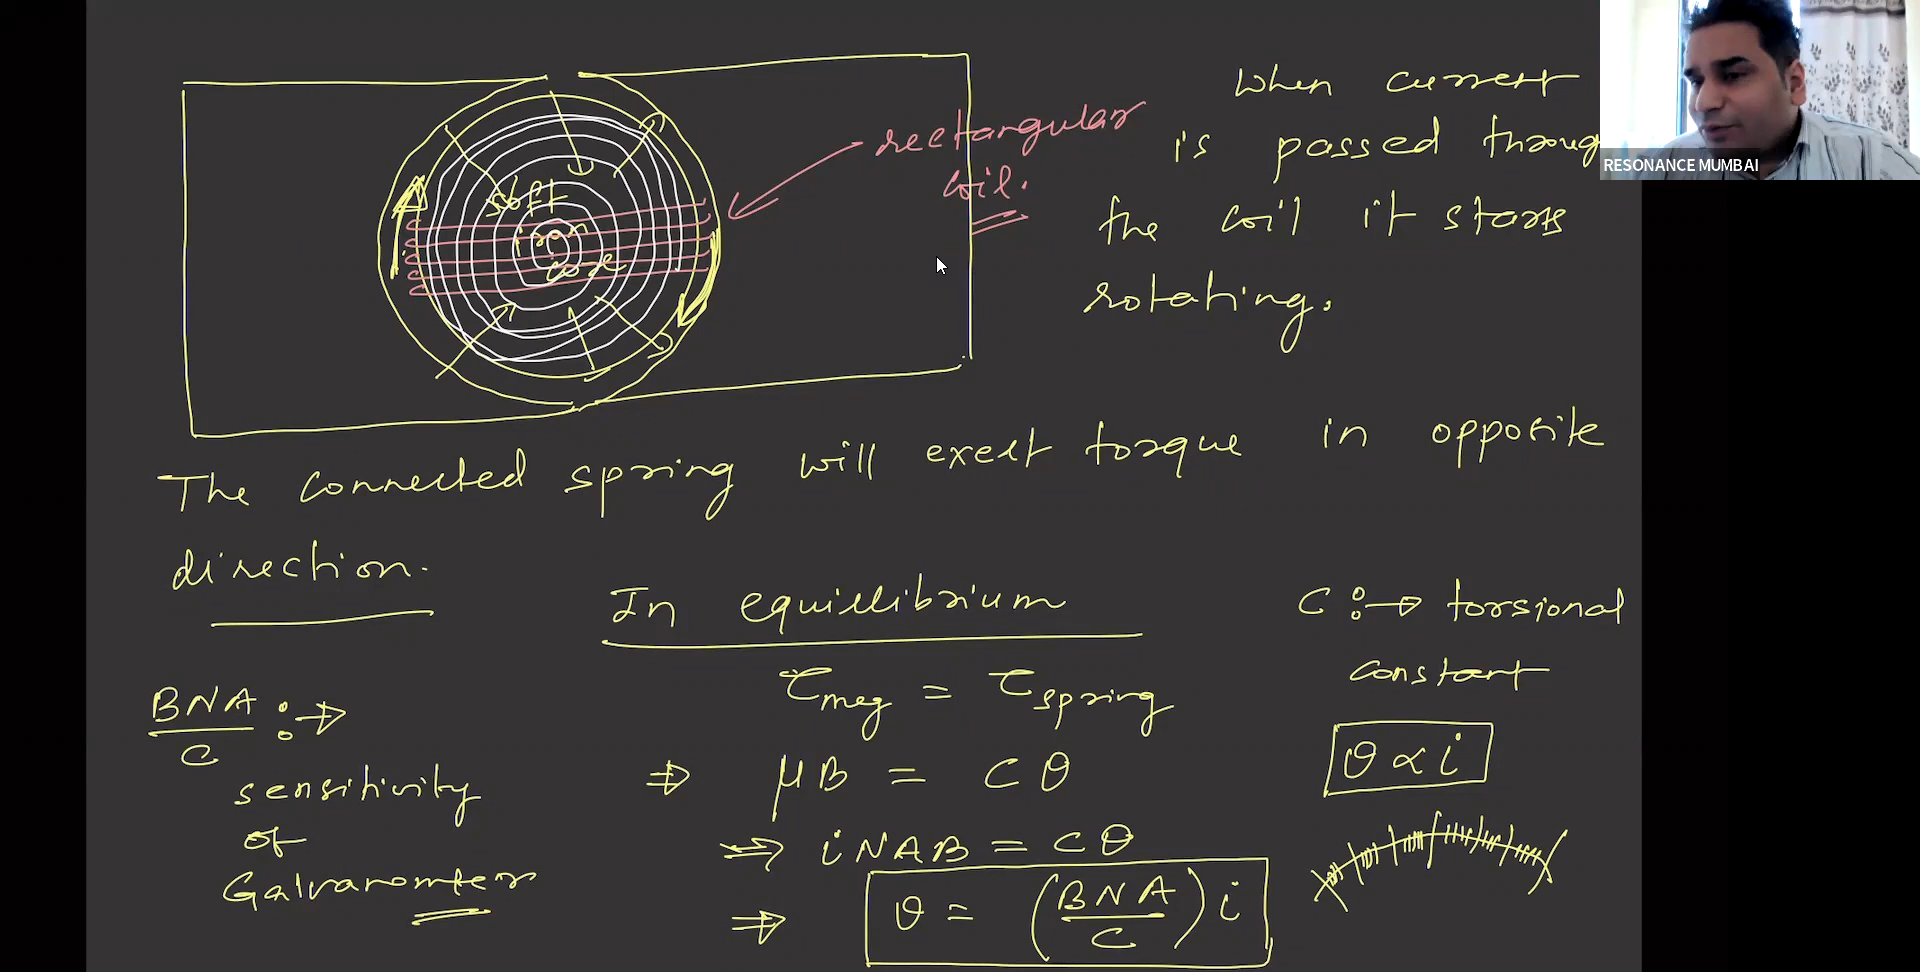 When current
is passed throug
the coil it starts
rotating.
RESONANCE MUMBAI
rectangular
coil.
soft
iron
core
The connected spring will exert torque in opposite
direction.
In equillibrium
C :→ torsional
constant
τmeg = τspring
BNA/C :→
sensitivity
of
Galvanometer
⇒ μB = Cθ
θ ∝ i
⇒ iNAB = Cθ
⇒ θ = (BNA/C) i